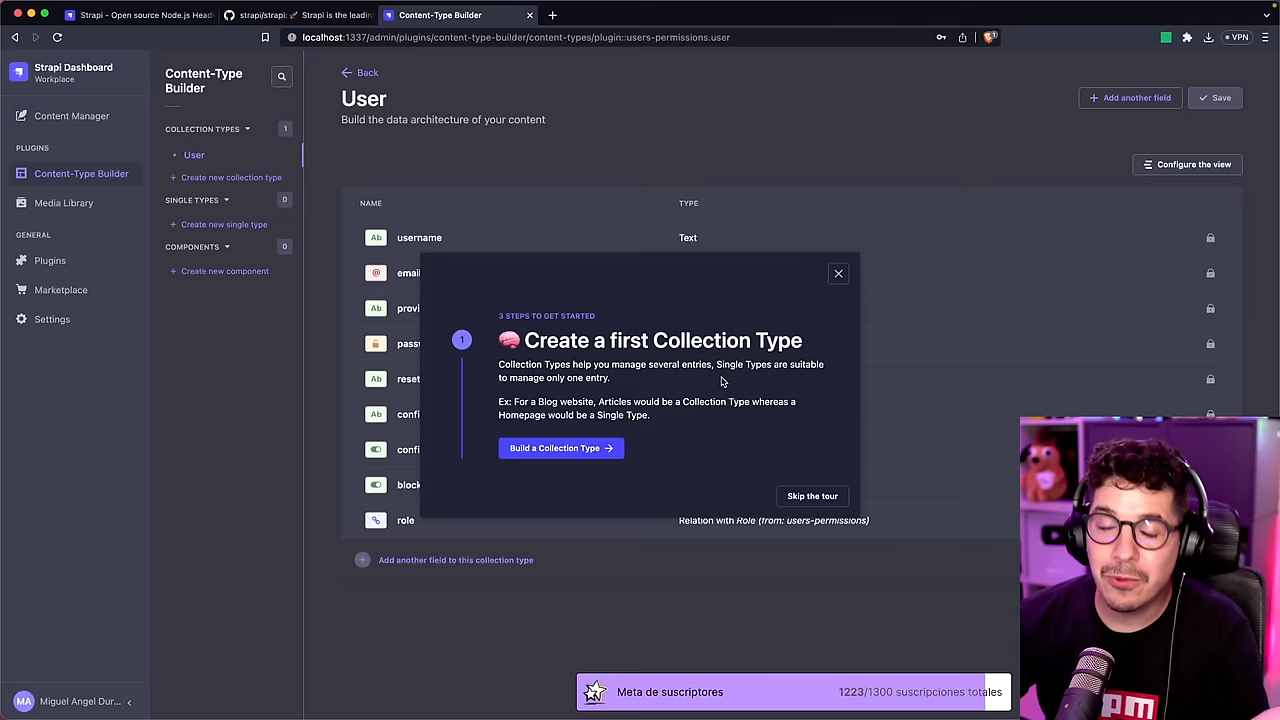 Strapi - Open source Node.js Head
strapi/strapi: 🚀 Strapi is the leadin
Content-Type Builder
localhost:1337/admin/plugins/content-type-builder/content-types/plugin::users-permissions.user
VPN
Strapi Dashboard
Workplace
Content Manager
PLUGINS
Content-Type Builder
Media Library
GENERAL
Plugins
Marketplace
Settings
MA Miguel Angel Dur...
Content-Type
Builder
COLLECTION TYPES 1
User
+ Create new collection type
SINGLE TYPES 0
+ Create new single type
COMPONENTS 0
+ Create new component
Back
User
Build the data architecture of your content
+ Add another field
Save
Configure the view
NAME TYPE
Ab username Text
@ email
Ab provi
passw
Ab reset
Ab confi
confi
block
role Relation with Role (from: users-permissions)
+ Add another field to this collection type
3 STEPS TO GET STARTED
1 🧠 Create a first Collection Type
Collection Types help you manage several entries, Single Types are suitable
to manage only one entry.
Ex: For a Blog website, Articles would be a Collection Type whereas a
Homepage would be a Single Type.
Build a Collection Type →
Skip the tour
Meta de suscriptores 1223/1300 suscripciones totales